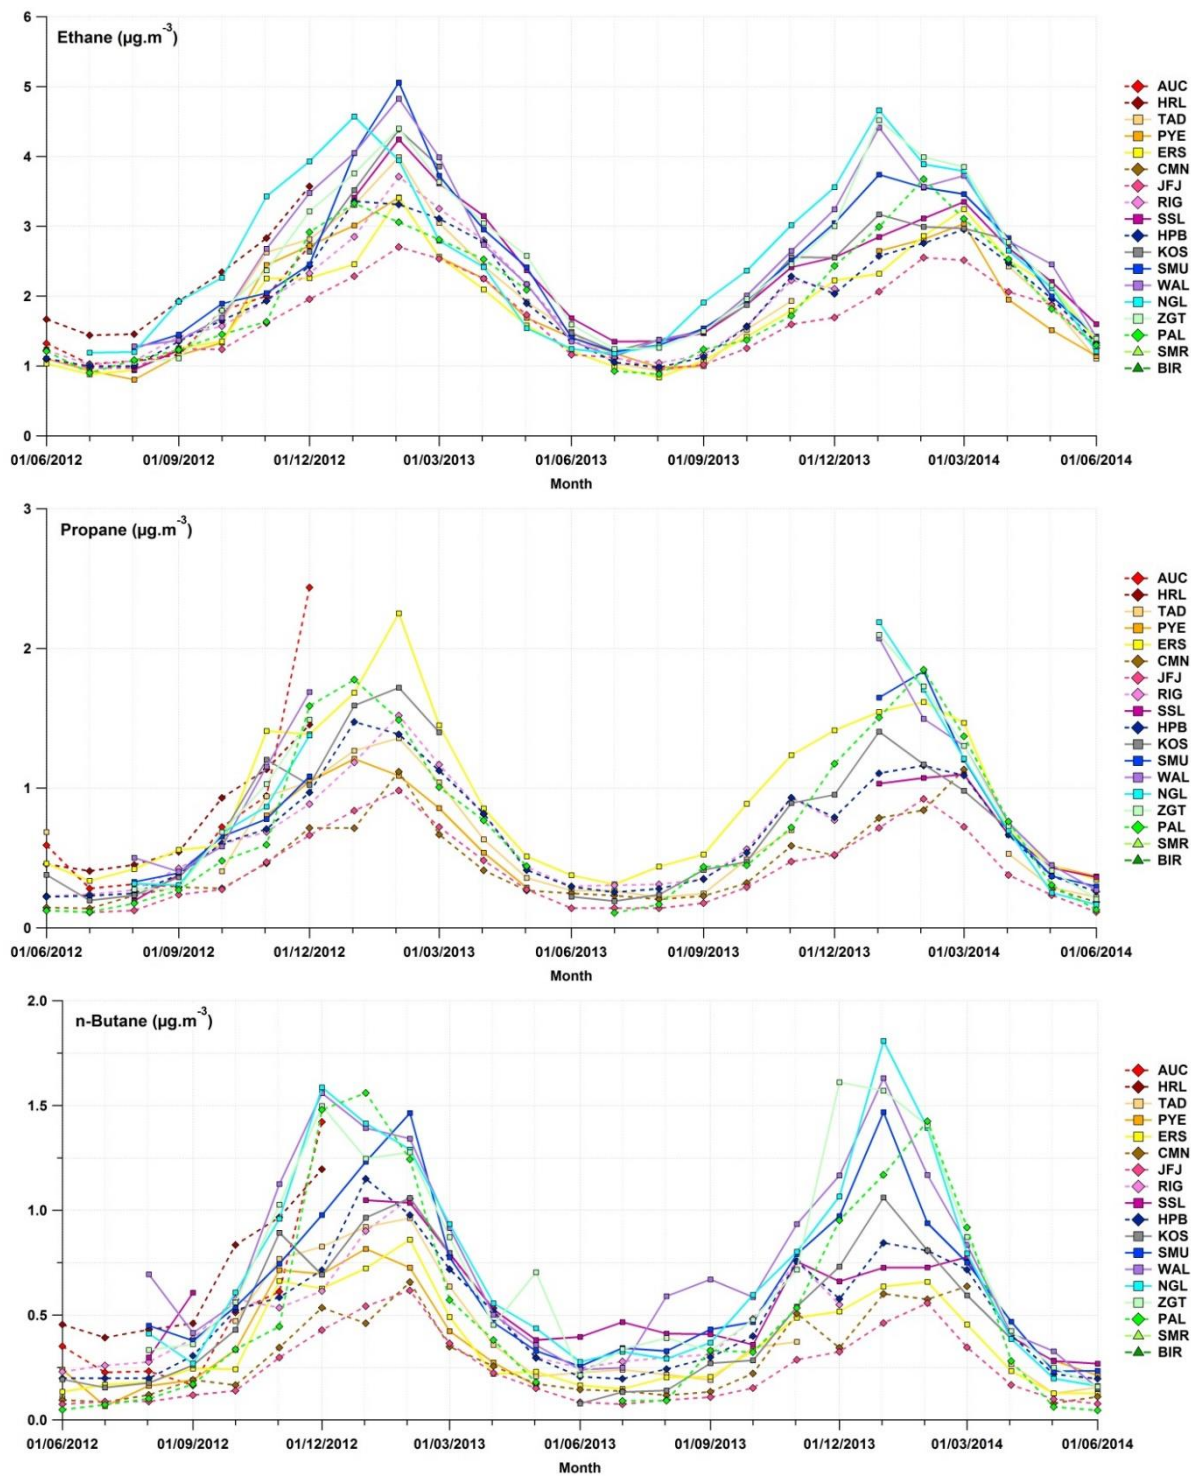 Ethane (µg.m⁻³)
6
5
4
3
2
1
0
01/06/2012 01/09/2012 01/12/2012 01/03/2013 01/06/2013 01/09/2013 01/12/2013 01/03/2014 01/06/2014
Month
AUC
HRL
TAD
PYE
ERS
CMN
JFJ
RIG
SSL
HPB
KOS
SMU
WAL
NGL
ZGT
PAL
SMR
BIR
Propane (µg.m⁻³)
3
2
1
0
01/06/2012 01/09/2012 01/12/2012 01/03/2013 01/06/2013 01/09/2013 01/12/2013 01/03/2014 01/06/2014
Month
AUC
HRL
TAD
PYE
ERS
CMN
JFJ
RIG
SSL
HPB
KOS
SMU
WAL
NGL
ZGT
PAL
SMR
BIR
n-Butane (µg.m⁻³)
2.0
1.5
1.0
0.5
0.0
01/06/2012 01/09/2012 01/12/2012 01/03/2013 01/06/2013 01/09/2013 01/12/2013 01/03/2014 01/06/2014
Month
AUC
HRL
TAD
PYE
ERS
CMN
JFJ
RIG
SSL
HPB
KOS
SMU
WAL
NGL
ZGT
PAL
SMR
BIR